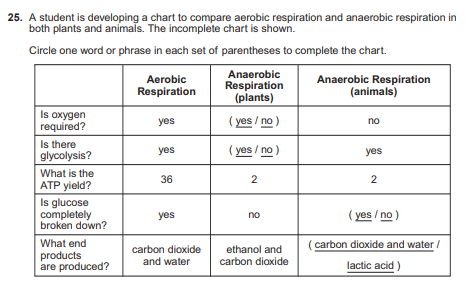 25. A student is developing a chart to compare aerobic respiration and anaerobic respiration in
both plants and animals. The incomplete chart is shown.
Circle one word or phrase in each set of parentheses to complete the chart.
Aerobic
Respiration
Anaerobic
Respiration
(plants)
Anaerobic Respiration
(animals)
Is oxygen
required?
yes
( yes / no )
no
Is there
glycolysis?
yes
( yes / no )
yes
What is the
ATP yield?
36
2
2
Is glucose
completely
broken down?
yes
no
( yes / no )
What end
products
are produced?
carbon dioxide
and water
ethanol and
carbon dioxide
( carbon dioxide and water /
lactic acid )